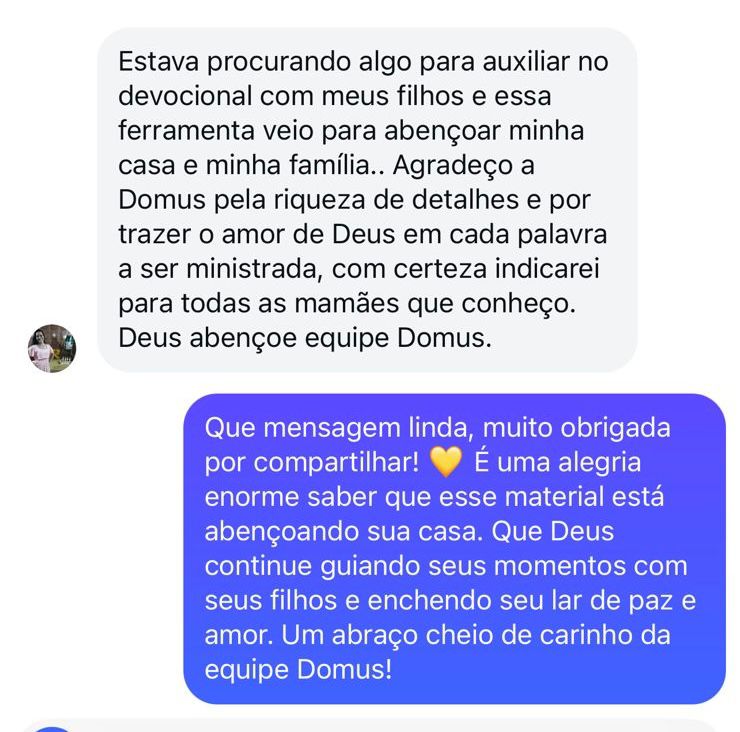 Estava procurando algo para auxiliar no
devocional com meus filhos e essa
ferramenta veio para abençoar minha
casa e minha família.. Agradeço a
Domus pela riqueza de detalhes e por
trazer o amor de Deus em cada palavra
a ser ministrada, com certeza indicarei
para todas as mamães que conheço.
Deus abençoe equipe Domus.
Que mensagem linda, muito obrigada
por compartilhar! 💛 É uma alegria
enorme saber que esse material está
abençoando sua casa. Que Deus
continue guiando seus momentos com
seus filhos e enchendo seu lar de paz e
amor. Um abraço cheio de carinho da
equipe Domus!